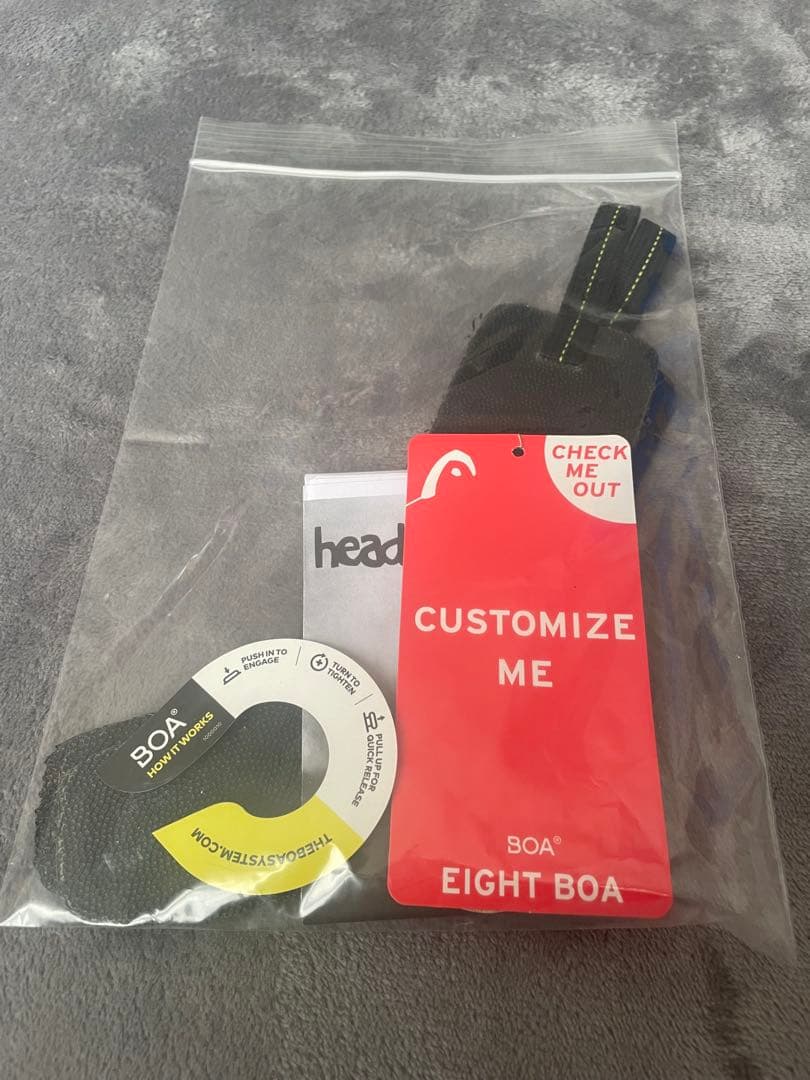 CHECK
ME
OUT
head
CUSTOMIZE
ME
BOA®
EIGHT BOA
BOA®
HOW IT WORKS
PUSH IN TO
ENGAGE
TURN TO
TIGHTEN
PULL UP FOR
QUICK RELEASE
THEBOASYSTEM.COM